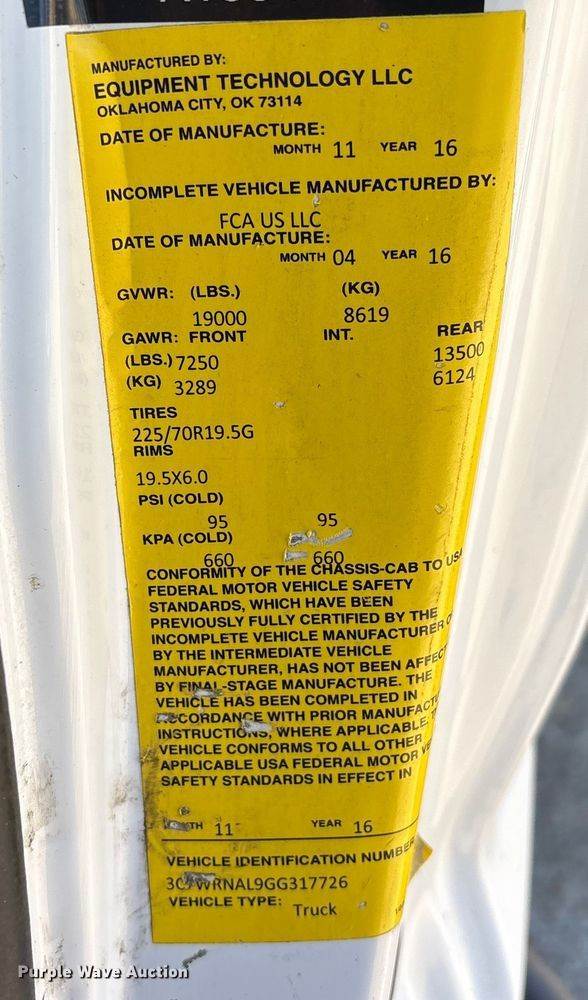 MANUFACTURED BY:
EQUIPMENT TECHNOLOGY LLC
OKLAHOMA CITY, OK 73114
DATE OF MANUFACTURE:
MONTH 11 YEAR 16
INCOMPLETE VEHICLE MANUFACTURED BY:
FCA US LLC
DATE OF MANUFACTURE:
MONTH 04 YEAR 16
GVWR: (LBS.) (KG)
19000 8619
GAWR: FRONT INT. REAR
(LBS.) 7250 13500
(KG) 3289 6124
TIRES
225/70R19.5G
RIMS
19.5X6.0
PSI (COLD)
95 95
KPA (COLD)
660 660
CONFORMITY OF THE CHASSIS-CAB TO USA
FEDERAL MOTOR VEHICLE SAFETY
STANDARDS, WHICH HAVE BEEN
PREVIOUSLY FULLY CERTIFIED BY THE
INCOMPLETE VEHICLE MANUFACTURER
BY THE INTERMEDIATE VEHICLE
MANUFACTURER, HAS NOT BEEN AFFEC
BY FINAL-STAGE MANUFACTURE. THE
VEHICLE HAS BEEN COMPLETED IN
ACCORDANCE WITH PRIOR MANUFACTU
INSTRUCTIONS, WHERE APPLICABLE.
VEHICLE CONFORMS TO ALL OTHER
APPLICABLE USA FEDERAL MOTOR VE
SAFETY STANDARDS IN EFFECT IN
TH 11 YEAR 16
VEHICLE IDENTIFICATION NUMBER
3C7WRNAL9GG317726
VEHICLE TYPE: Truck
Purple Wave Auction